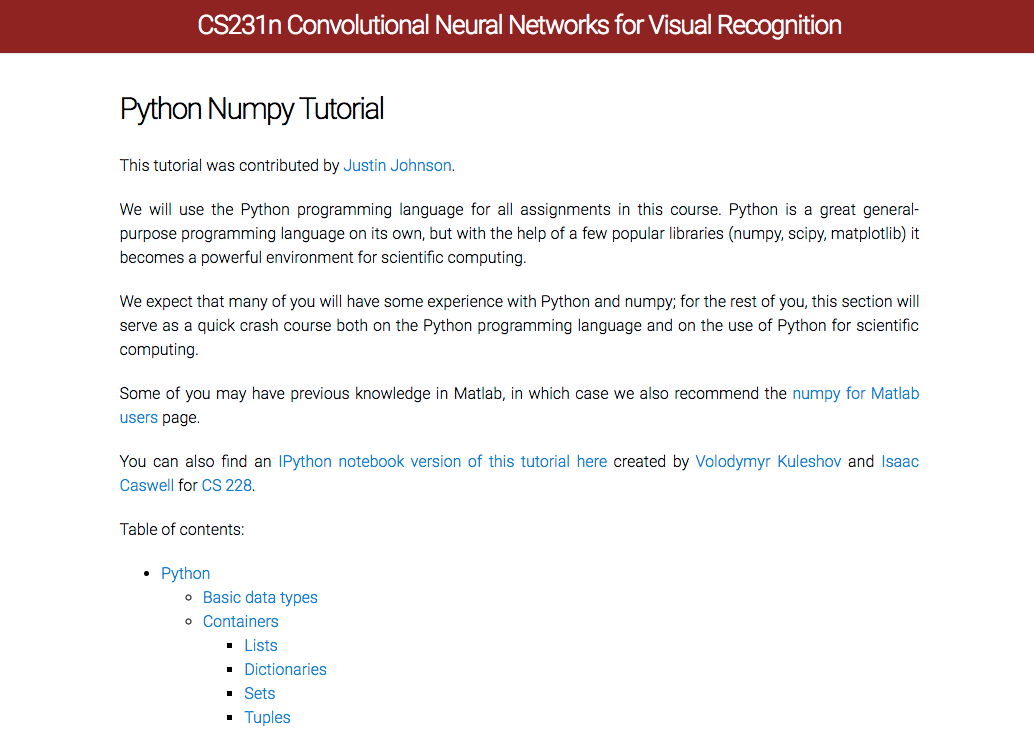 CS231n Convolutional Neural Networks for Visual Recognition
Python Numpy Tutorial
This tutorial was contributed by Justin Johnson.
We will use the Python programming language for all assignments in this course. Python is a great general-
purpose programming language on its own, but with the help of a few popular libraries (numpy, scipy, matplotlib) it
becomes a powerful environment for scientific computing.
We expect that many of you will have some experience with Python and numpy; for the rest of you, this section will
serve as a quick crash course both on the Python programming language and on the use of Python for scientific
computing.
Some of you may have previous knowledge in Matlab, in which case we also recommend the numpy for Matlab
users page.
You can also find an IPython notebook version of this tutorial here created by Volodymyr Kuleshov and Isaac
Caswell for CS 228.
Table of contents:
Python
Basic data types
Containers
Lists
Dictionaries
Sets
Tuples